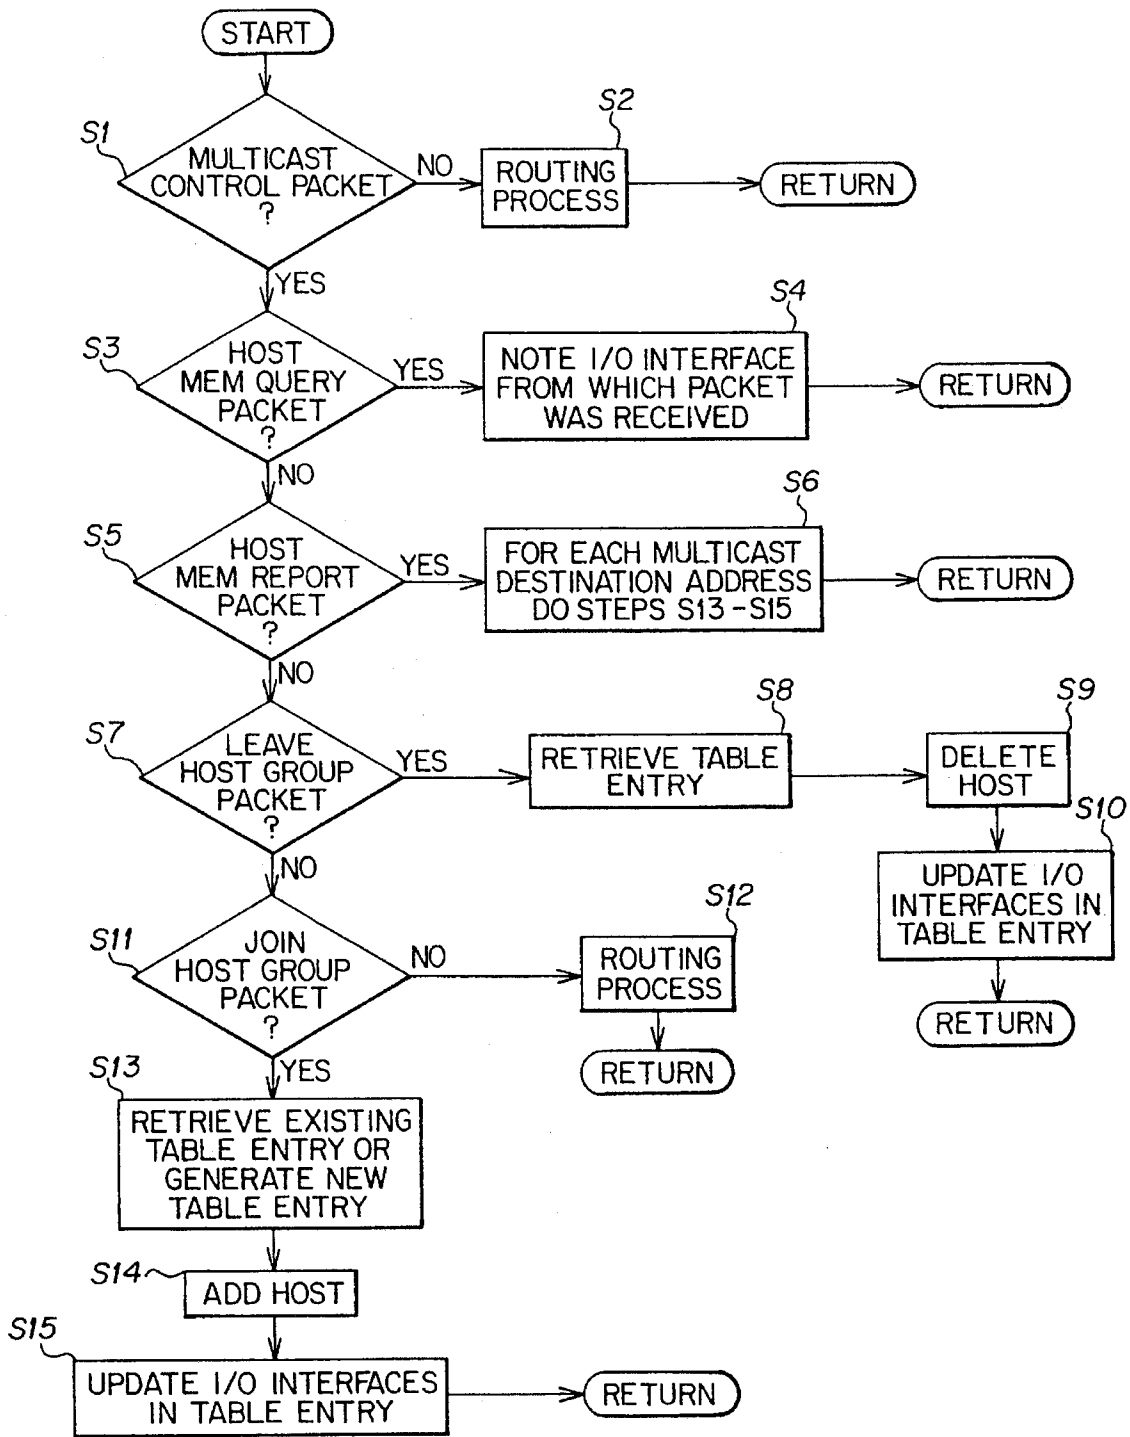 START
S1
MULTICAST
CONTROL PACKET
?
NO
S2
ROUTING
PROCESS
RETURN
YES
S3
HOST
MEM QUERY
PACKET
?
YES
S4
NOTE I/O INTERFACE
FROM WHICH PACKET
WAS RECEIVED
RETURN
NO
S5
HOST
MEM REPORT
PACKET
?
YES
S6
FOR EACH MULTICAST
DESTINATION ADDRESS
DO STEPS S13-S15
RETURN
NO
S7
LEAVE
HOST GROUP
PACKET
?
YES
S8
RETRIEVE TABLE
ENTRY
S9
DELETE
HOST
S10
UPDATE I/O
INTERFACES IN
TABLE ENTRY
RETURN
NO
S11
JOIN
HOST GROUP
PACKET
?
NO
S12
ROUTING
PROCESS
RETURN
YES
S13
RETRIEVE EXISTING
TABLE ENTRY OR
GENERATE NEW
TABLE ENTRY
S14
ADD HOST
S15
UPDATE I/O INTERFACES
IN TABLE ENTRY
RETURN